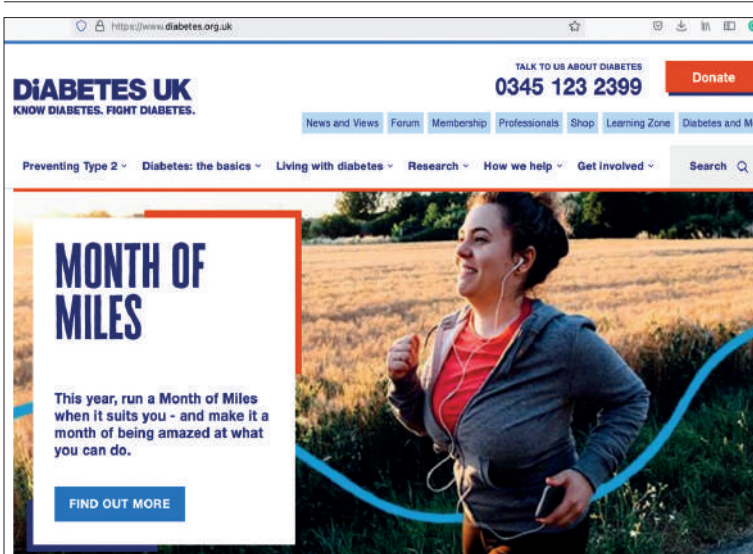 https://www.diabetes.org.uk
TALK TO US ABOUT DIABETES
0345 123 2399
Donate
DiABETES UK
KNOW DIABETES. FIGHT DIABETES.
News and Views Forum Membership Professionals Shop Learning Zone Diabetes and
Preventing Type 2 Diabetes: the basics Living with diabetes Research How we help Get involved Search
MONTH OF
MILES
This year, run a Month of Miles
when it suits you - and make it a
month of being amazed at what
you can do.
FIND OUT MORE